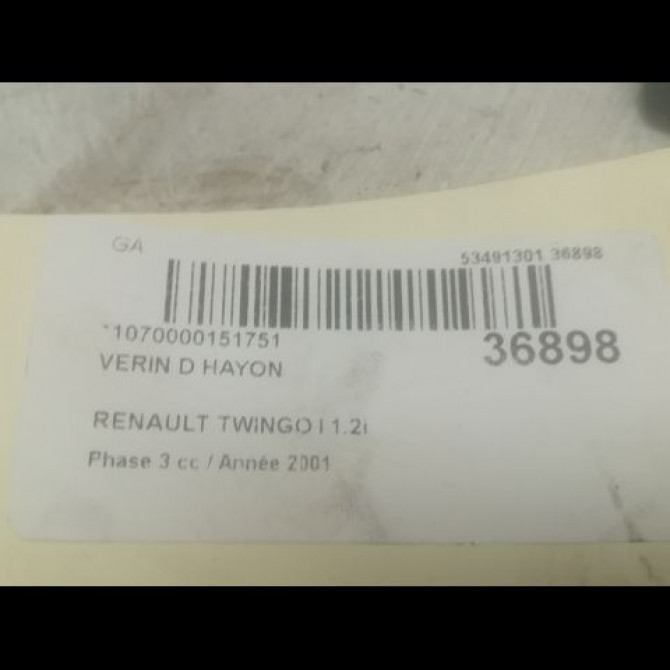 GA
53491301 36898
*1070000151751
36898
VERIN D HAYON
RENAULT TWINGO I 1.2i
Phase 3 cc / Année 2001